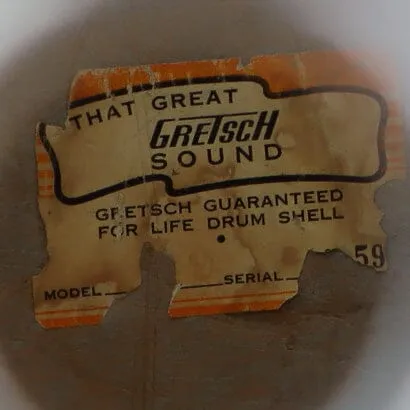 THAT GREAT
GRETSCH
SOUND
GRETSCH GUARANTEED
FOR LIFE DRUM SHELL
59
MODEL SERIAL